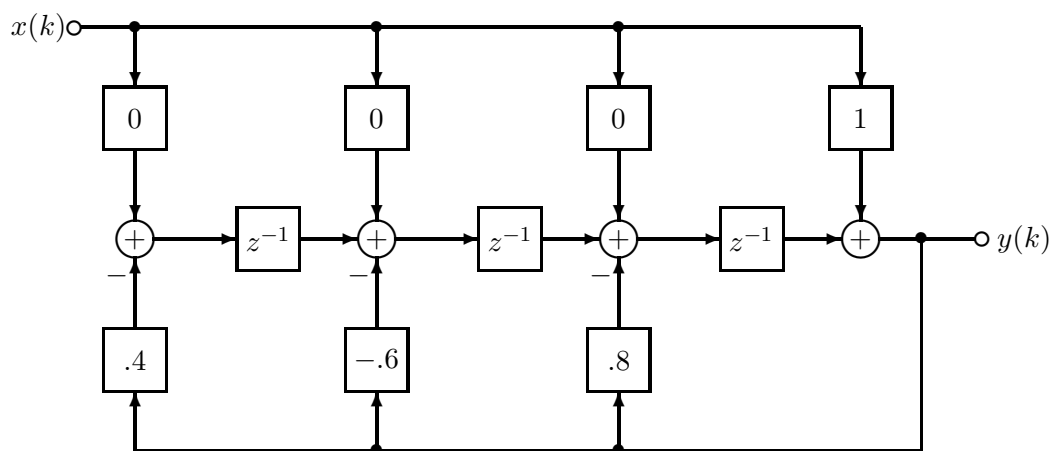 x(k)
0 0 0 1
+ z⁻¹ + z⁻¹ + z⁻¹ + y(k)
− − −
.4 −.6 .8